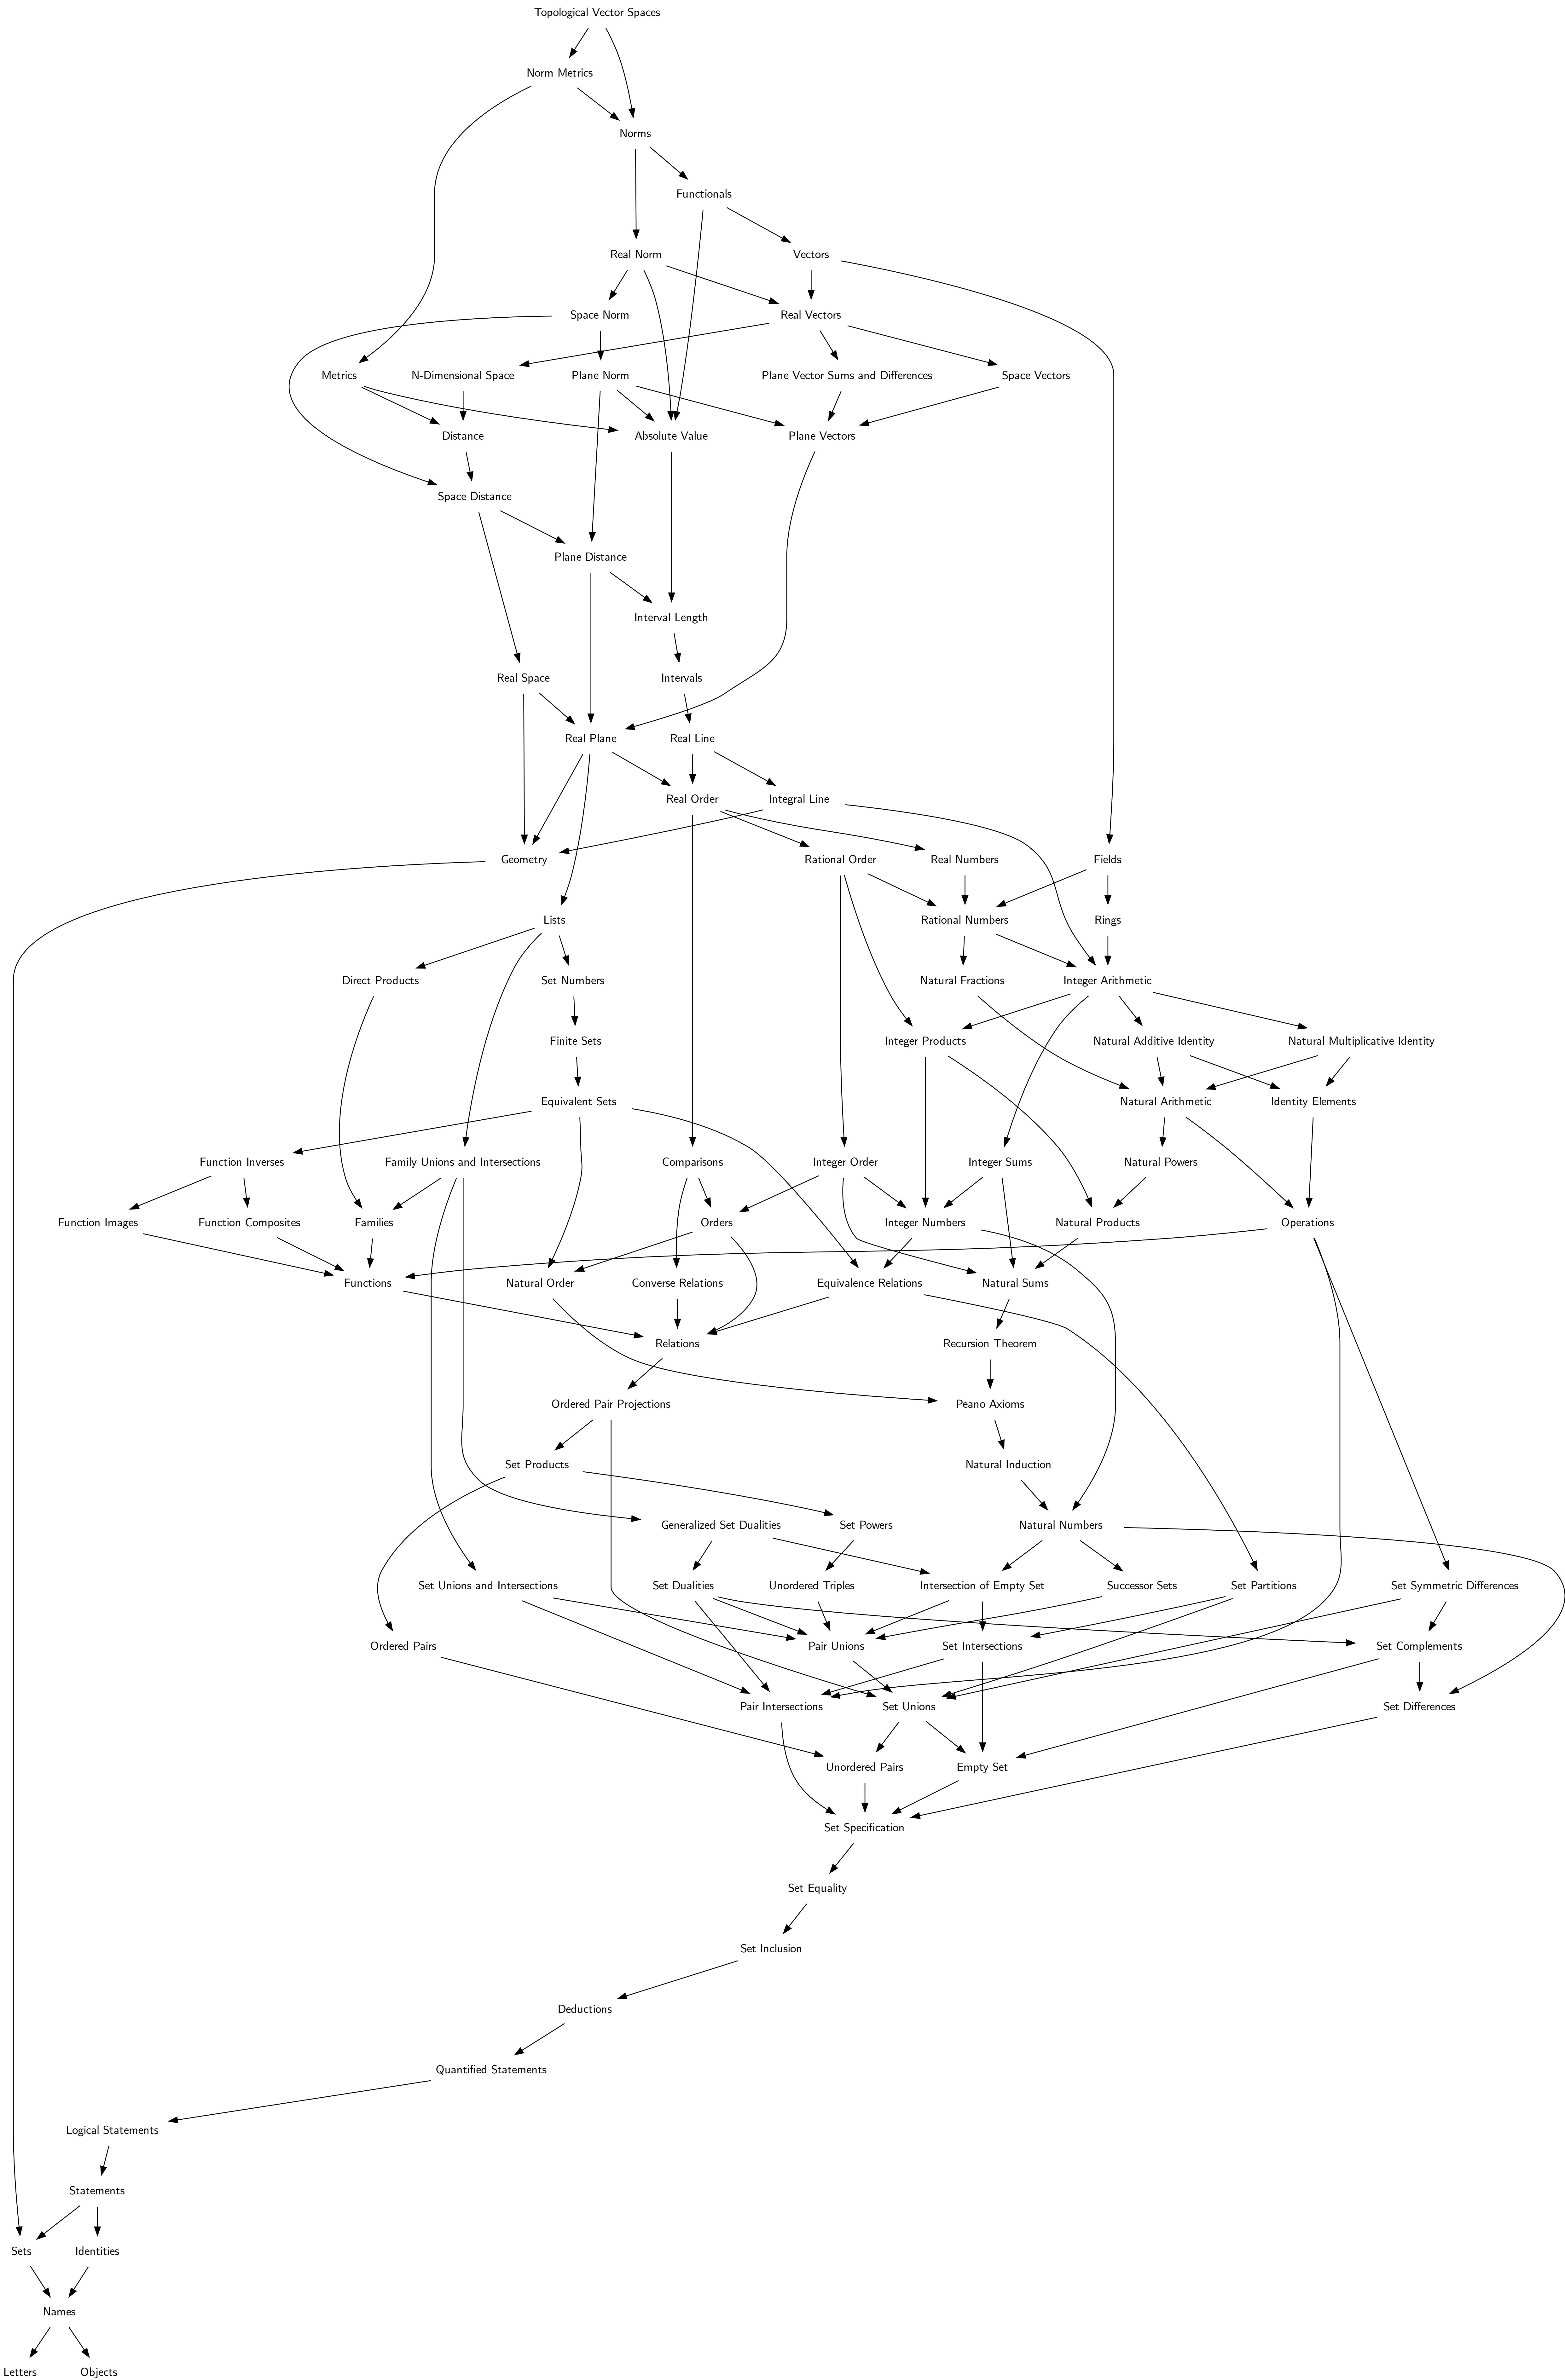 Topological Vector Spaces
Norm Metrics
Norms
Functionals
Real Norm
Vectors
Space Norm
Real Vectors
Metrics
N-Dimensional Space
Plane Norm
Plane Vector Sums and Differences
Space Vectors
Distance
Absolute Value
Plane Vectors
Space Distance
Plane Distance
Interval Length
Real Space
Intervals
Real Plane
Real Line
Real Order
Integral Line
Geometry
Rational Order
Real Numbers
Fields
Lists
Rational Numbers
Rings
Direct Products
Set Numbers
Natural Fractions
Integer Arithmetic
Finite Sets
Integer Products
Natural Additive Identity
Natural Multiplicative Identity
Equivalent Sets
Natural Arithmetic
Identity Elements
Function Inverses
Family Unions and Intersections
Comparisons
Integer Order
Integer Sums
Natural Powers
Function Images
Function Composites
Families
Orders
Integer Numbers
Natural Products
Operations
Functions
Natural Order
Converse Relations
Equivalence Relations
Natural Sums
Relations
Recursion Theorem
Ordered Pair Projections
Peano Axioms
Set Products
Natural Induction
Generalized Set Dualities
Set Powers
Natural Numbers
Set Unions and Intersections
Set Dualities
Unordered Triples
Intersection of Empty Set
Successor Sets
Set Partitions
Set Symmetric Differences
Ordered Pairs
Pair Unions
Set Intersections
Set Complements
Pair Intersections
Set Unions
Set Differences
Unordered Pairs
Empty Set
Set Specification
Set Equality
Set Inclusion
Deductions
Quantified Statements
Logical Statements
Statements
Sets
Identities
Names
Letters
Objects